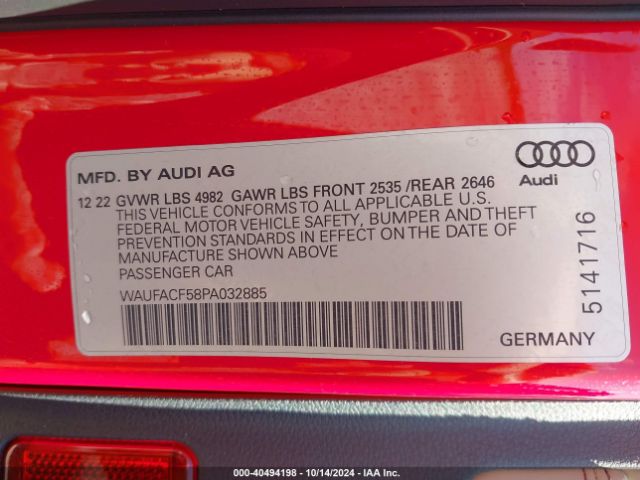 MFD. BY AUDI AG
Audi
12 22 GVWR LBS 4982 GAWR LBS FRONT 2535 /REAR 2646
THIS VEHICLE CONFORMS TO ALL APPLICABLE U.S.
FEDERAL MOTOR VEHICLE SAFETY, BUMPER AND THEFT
PREVENTION STANDARDS IN EFFECT ON THE DATE OF
MANUFACTURE SHOWN ABOVE
PASSENGER CAR
WAUFACF58PA032885
5141716
GERMANY
000-40494198 - 10/14/2024 - IAA Inc.